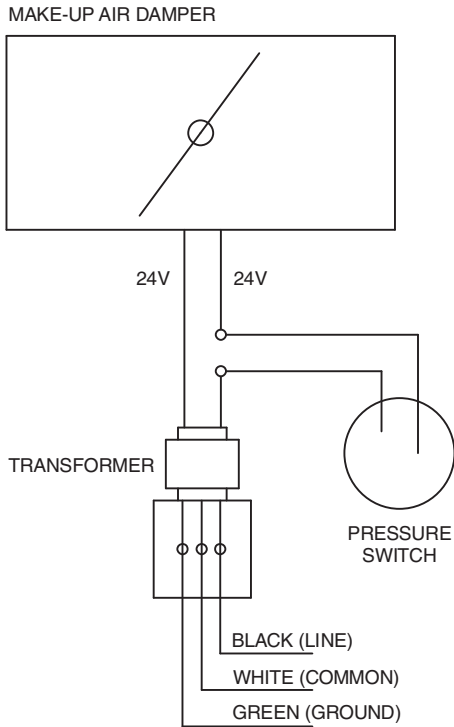 MAKE-UP AIR DAMPER
24V
24V
TRANSFORMER
PRESSURE
SWITCH
BLACK (LINE)
WHITE (COMMON)
GREEN (GROUND)